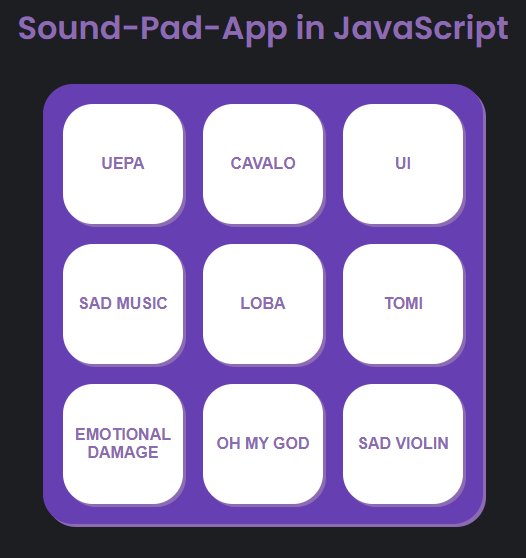 Sound-Pad-App in JavaScript
UEPA
CAVALO
UI
SAD MUSIC
LOBA
TOMI
EMOTIONAL
DAMAGE
OH MY GOD
SAD VIOLIN